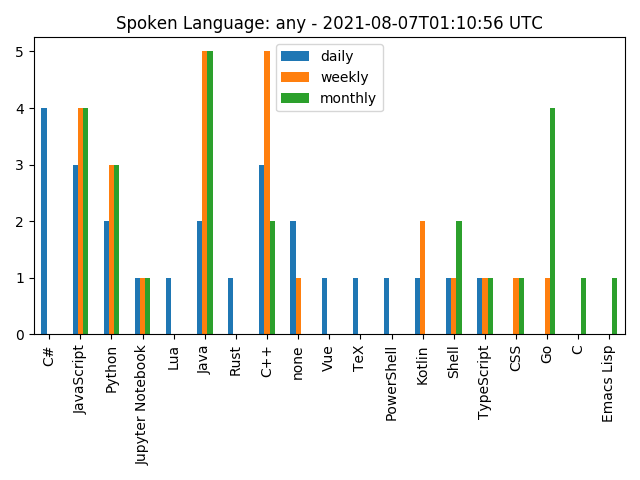 Spoken Language: any - 2021-08-07T01:10:56 UTC
daily
weekly
monthly
5
4
3
2
1
0
C#
JavaScript
Python
Jupyter Notebook
Lua
Java
Rust
C++
none
Vue
TeX
PowerShell
Kotlin
Shell
TypeScript
CSS
Go
C
Emacs Lisp